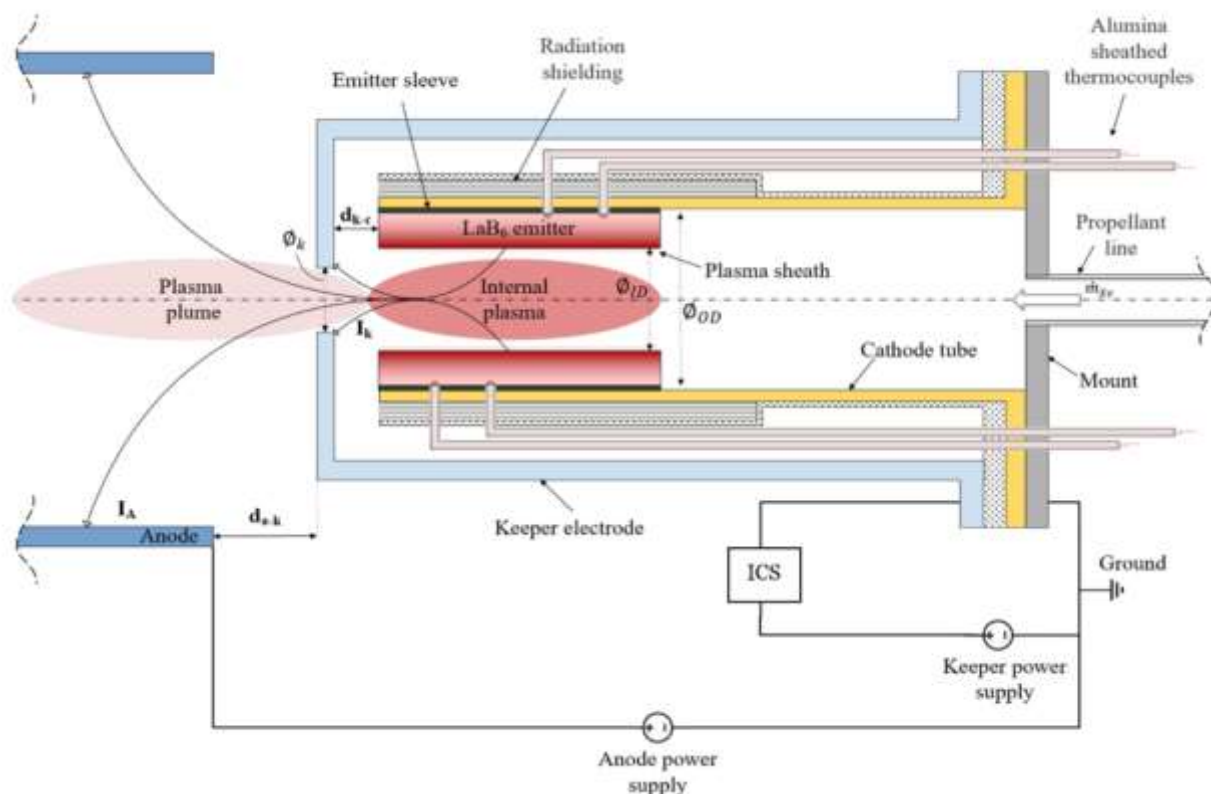 Radiation
shielding
Alumina
sheathed
thermocouples
Emitter sleeve
d_k-c
LaB₆ emitter
Ø_k
Plasma sheath
Propellant
line
Plasma
plume
Internal
plasma
Ø_ID
ṁ_Xe
Ø_OD
I_k
Cathode tube
Mount
I_A
Anode
d_a-k
Keeper electrode
ICS
Ground
Keeper power
supply
Anode power
supply